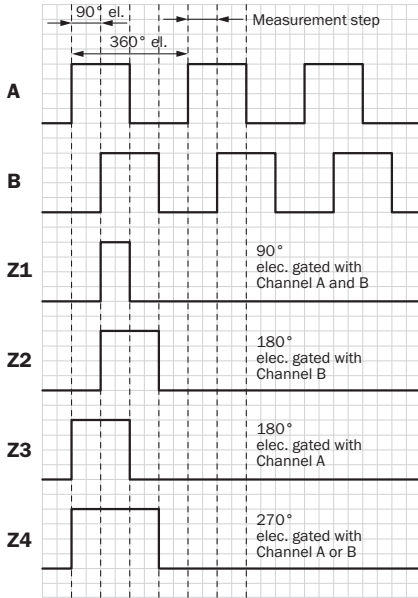 90° el.
Measurement step
360° el.
A
B
Z1
90°
elec. gated with
Channel A and B
Z2
180°
elec. gated with
Channel B
Z3
180°
elec. gated with
Channel A
Z4
270°
elec. gated with
Channel A or B